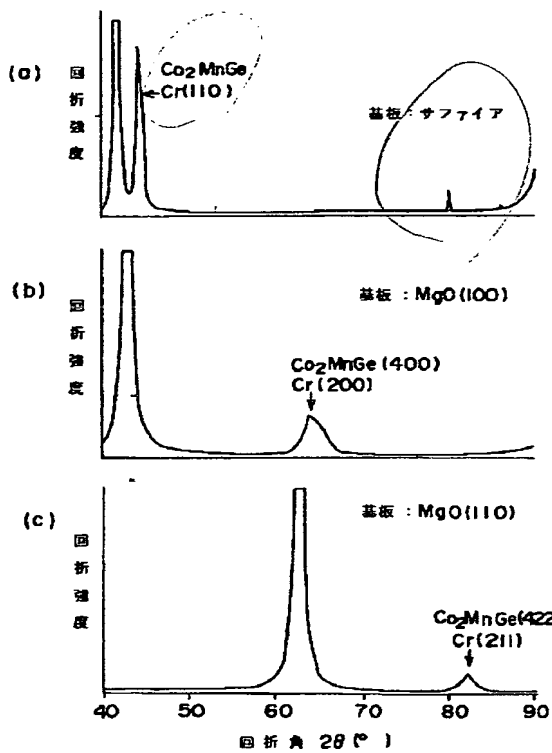 (a)
回折強度
Co2MnGe
Cr(110)
基板：サファイア
(b)
回折強度
基板：MgO(100)
Co2MnGe(400)
Cr(200)
(c)
回折強度
基板：MgO(110)
Co2MnGe(422
Cr(211)
40 50 60 70 80 90
回折角 2θ(°)